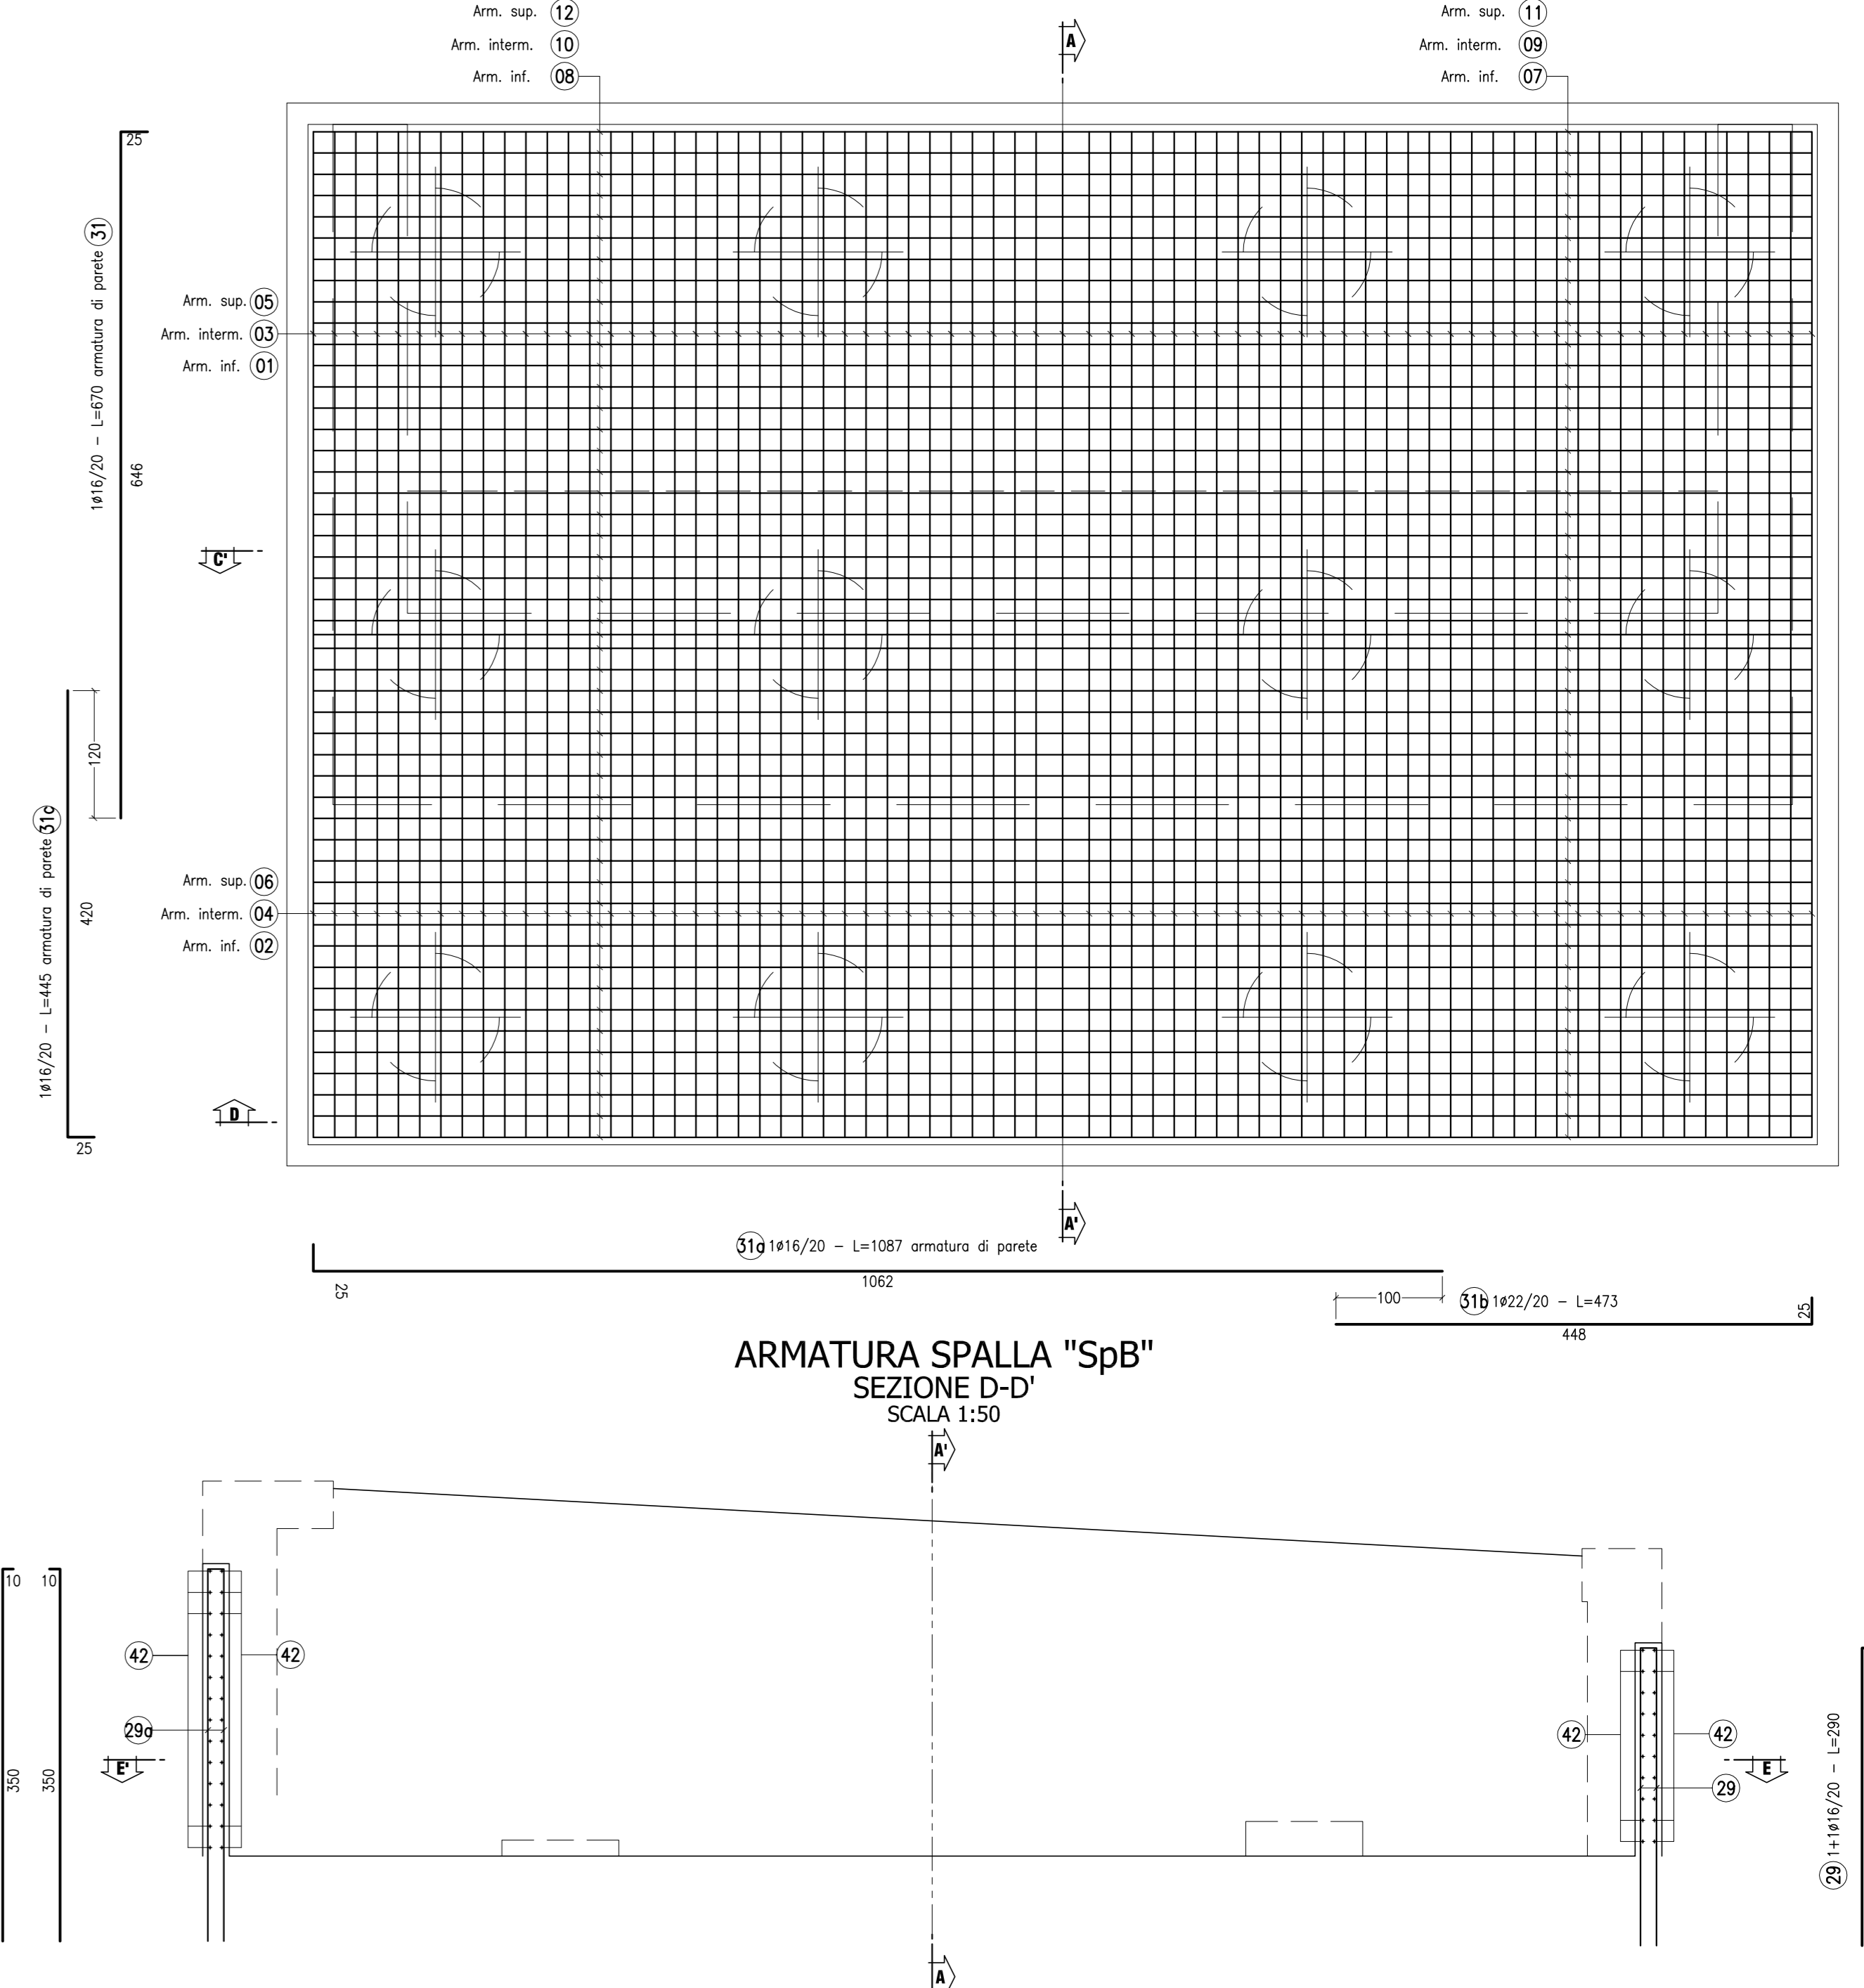 Arm. sup. 12
Arm. interm. 10
Arm. inf. 08
A
Arm. sup. 11
Arm. interm. 09
Arm. inf. 07
25
1ø16/20 - L=670 armatura di parete 31
646
Arm. sup. 05
Arm. interm. 03
Arm. inf. 01
C'
120
1ø16/20 - L=445 armatura di parete 31c
420
25
Arm. sup. 06
Arm. interm. 04
Arm. inf. 02
D
A'
31a 1ø16/20 - L=1087 armatura di parete
25
1062
100
31b 1ø22/20 - L=473
25
448
ARMATURA SPALLA "SpB"
SEZIONE D-D'
SCALA 1:50
A'
10
10
42
42
29a
E'
350
350
42
42
E
29
29 1+1ø16/20 - L=290
A